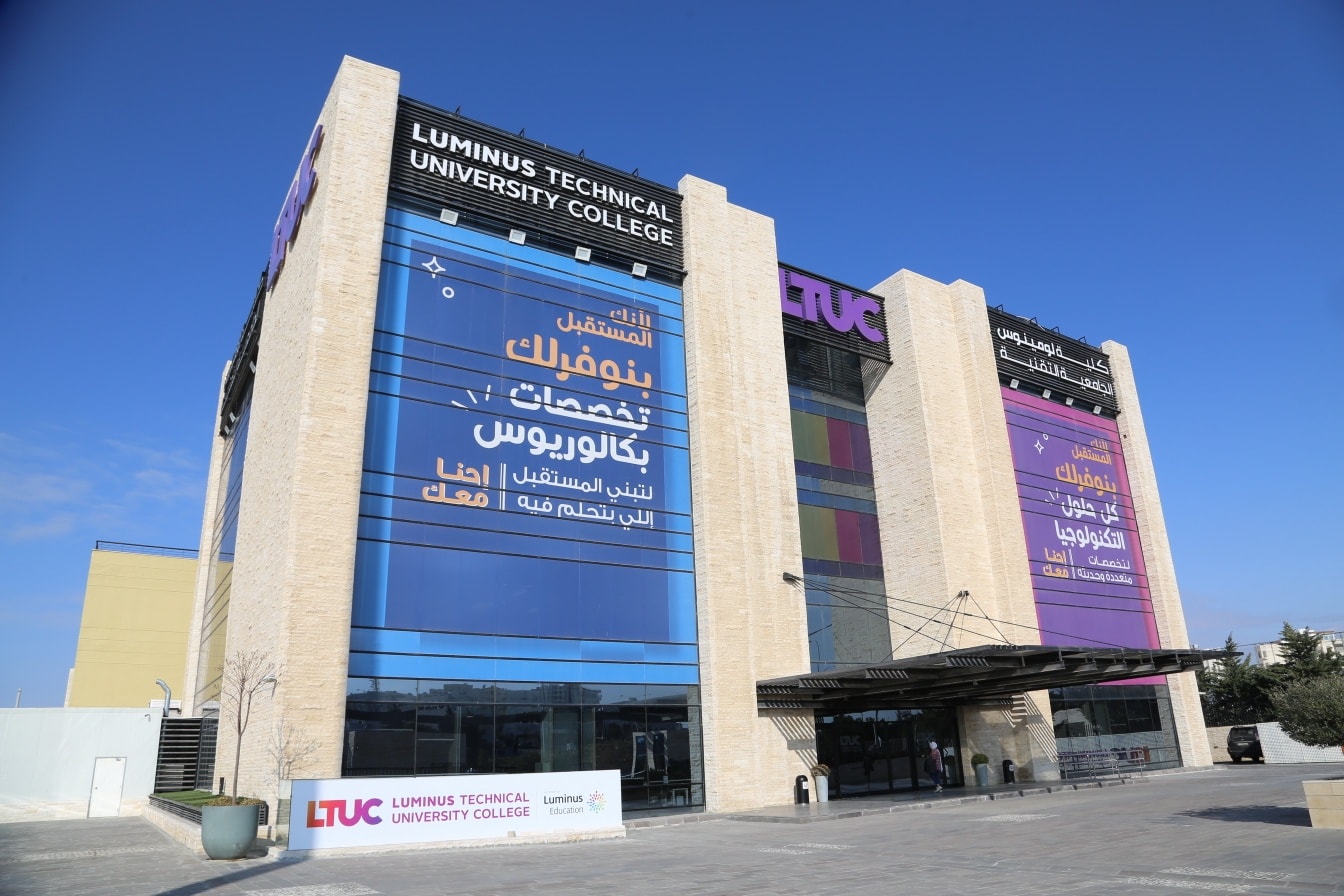 LUMINUS TECHNICAL
UNIVERSITY COLLEGE
لأنك
المستقبل
بنوفرلك
تخصصات
بكالوريوس
لتبني المستقبل
اللي بتحلم فيه
إحنا
معك
LTUC
كلية لومينوس
الجامعية التقنية
لأنك
المستقبل
بنوفرلك
كل حلول
التكنولوجيا
لتخصصات
متعددة وحديثة
إحنا
معك
LTUC
LUMINUS TECHNICAL
UNIVERSITY COLLEGE
Luminus
Education
LTUC